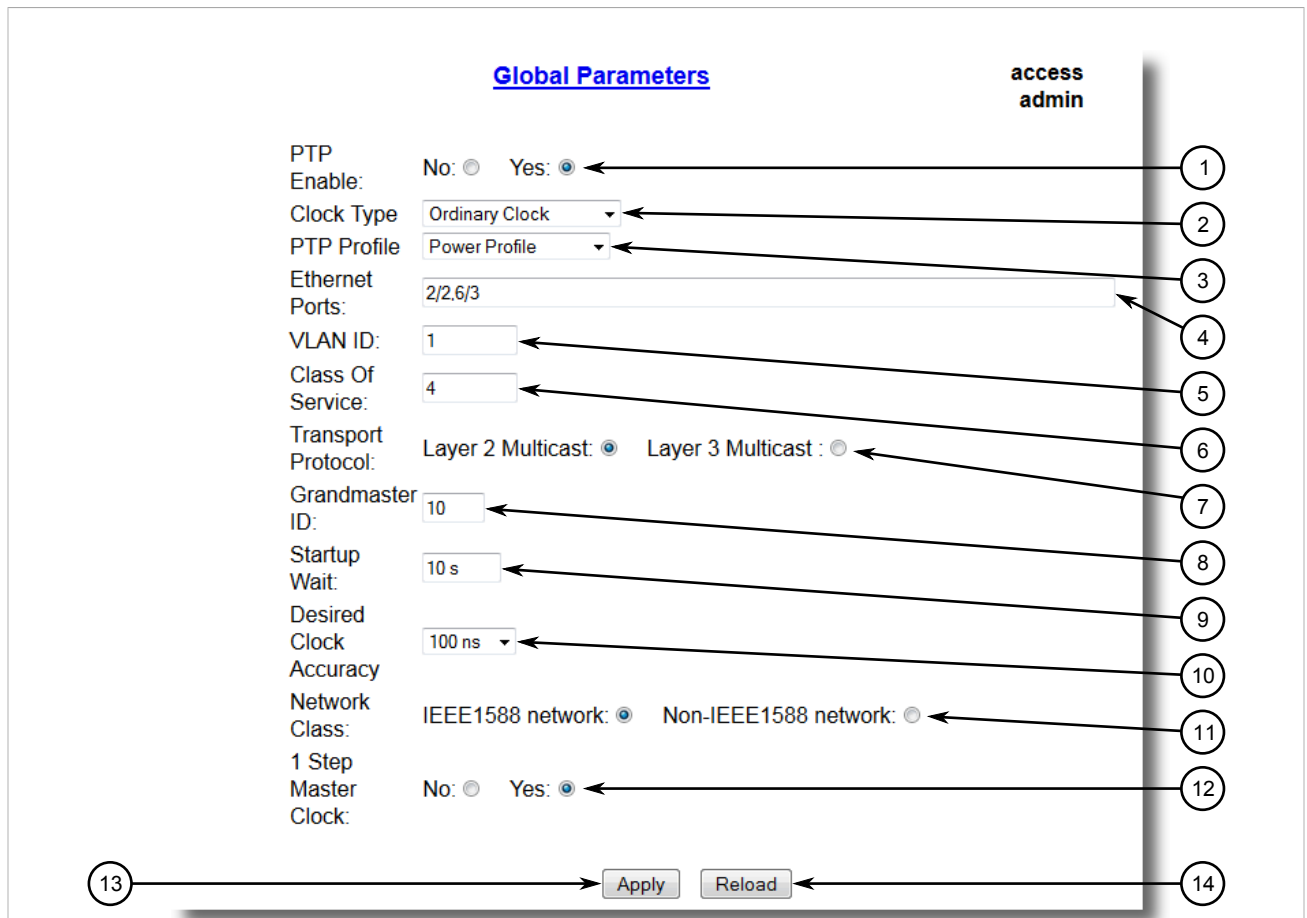 Global Parameters
access
admin
PTP
Enable:
No: Yes:
1
Clock Type
Ordinary Clock
2
PTP Profile
Power Profile
3
Ethernet
Ports:
2/2,6/3
4
VLAN ID:
1
5
Class Of
Service:
4
6
Transport
Protocol:
Layer 2 Multicast: Layer 3 Multicast :
7
Grandmaster
ID:
10
8
Startup
Wait:
10 s
9
Desired
Clock
Accuracy
100 ns
10
Network
Class:
IEEE1588 network: Non-IEEE1588 network:
11
1 Step
Master
Clock:
No: Yes:
12
13
Apply
Reload
14